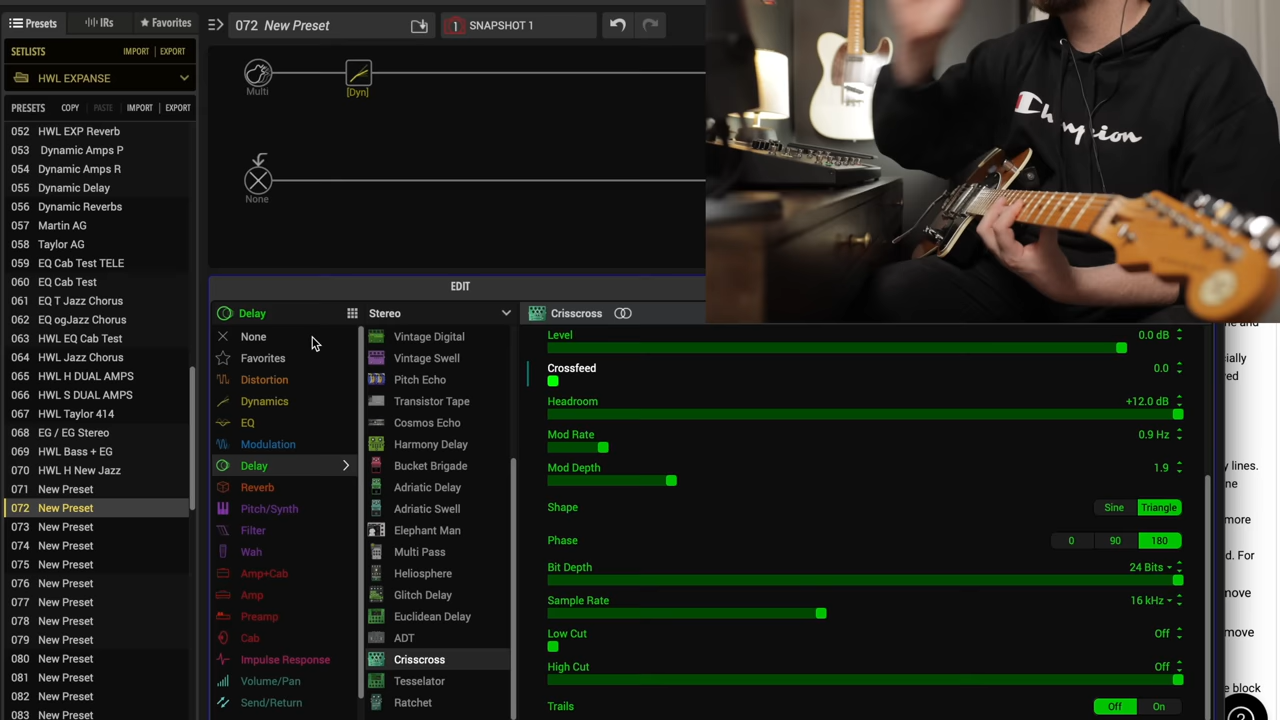 Presets
IRs
Favorites
072 New Preset
1
SNAPSHOT 1
SETLISTS
IMPORT
EXPORT
HWL EXPANSE
PRESETS
COPY
PASTE
IMPORT
EXPORT
052 HWL EXP Reverb
053 Dynamic Amps P
054 Dynamic Amps R
055 Dynamic Delay
056 Dynamic Reverbs
057 Martin AG
058 Taylor AG
059 EQ Cab Test TELE
060 EQ Cab Test
061 EQ T Jazz Chorus
062 EQ ogJazz Chorus
063 HWL EQ Cab Test
064 HWL Jazz Chorus
065 HWL H DUAL AMPS
066 HWL S DUAL AMPS
067 HWL Taylor 414
068 EG / EG Stereo
069 HWL Bass + EG
070 HWL H New Jazz
071 New Preset
072 New Preset
073 New Preset
074 New Preset
075 New Preset
076 New Preset
077 New Preset
078 New Preset
079 New Preset
080 New Preset
081 New Preset
082 New Preset
083 New Preset
Multi
[Dyn]
None
Champion
EDIT
Delay
Stereo
Crisscross
None
Favorites
Distortion
Dynamics
EQ
Modulation
Delay
Reverb
Pitch/Synth
Filter
Wah
Amp+Cab
Amp
Preamp
Cab
Impulse Response
Volume/Pan
Send/Return
Vintage Digital
Vintage Swell
Pitch Echo
Transistor Tape
Cosmos Echo
Harmony Delay
Bucket Brigade
Adriatic Delay
Adriatic Swell
Elephant Man
Multi Pass
Heliosphere
Glitch Delay
Euclidean Delay
ADT
Crisscross
Tesselator
Ratchet
Level 0.0 dB
Crossfeed 0.0
Headroom +12.0 dB
Mod Rate 0.9 Hz
Mod Depth 1.9
Shape Sine Triangle
Phase 0 90 180
Bit Depth 24 Bits
Sample Rate 16 kHz
Low Cut Off
High Cut Off
Trails Off On
y lines.
more
d. For
move
move
e block
?